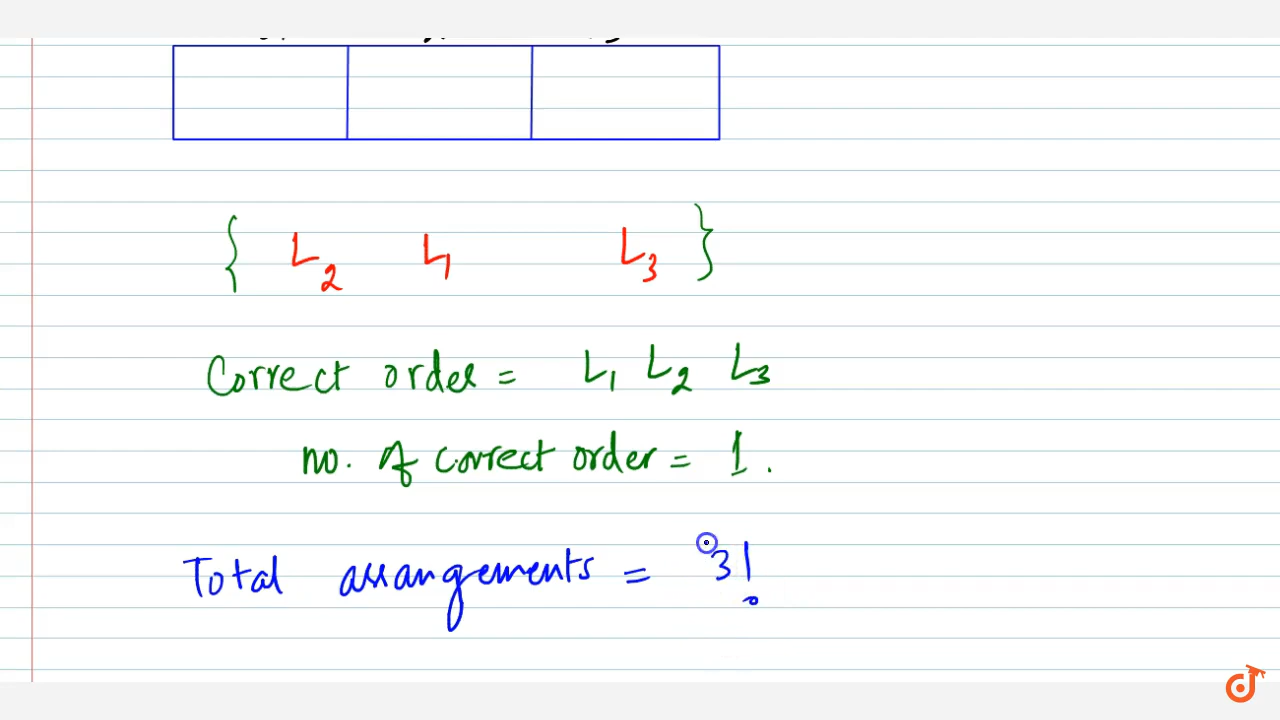 { L₂ L₁ L₃ }
Correct order = L₁ L₂ L₃
no. of correct order = 1.
Total arrangements = 3!